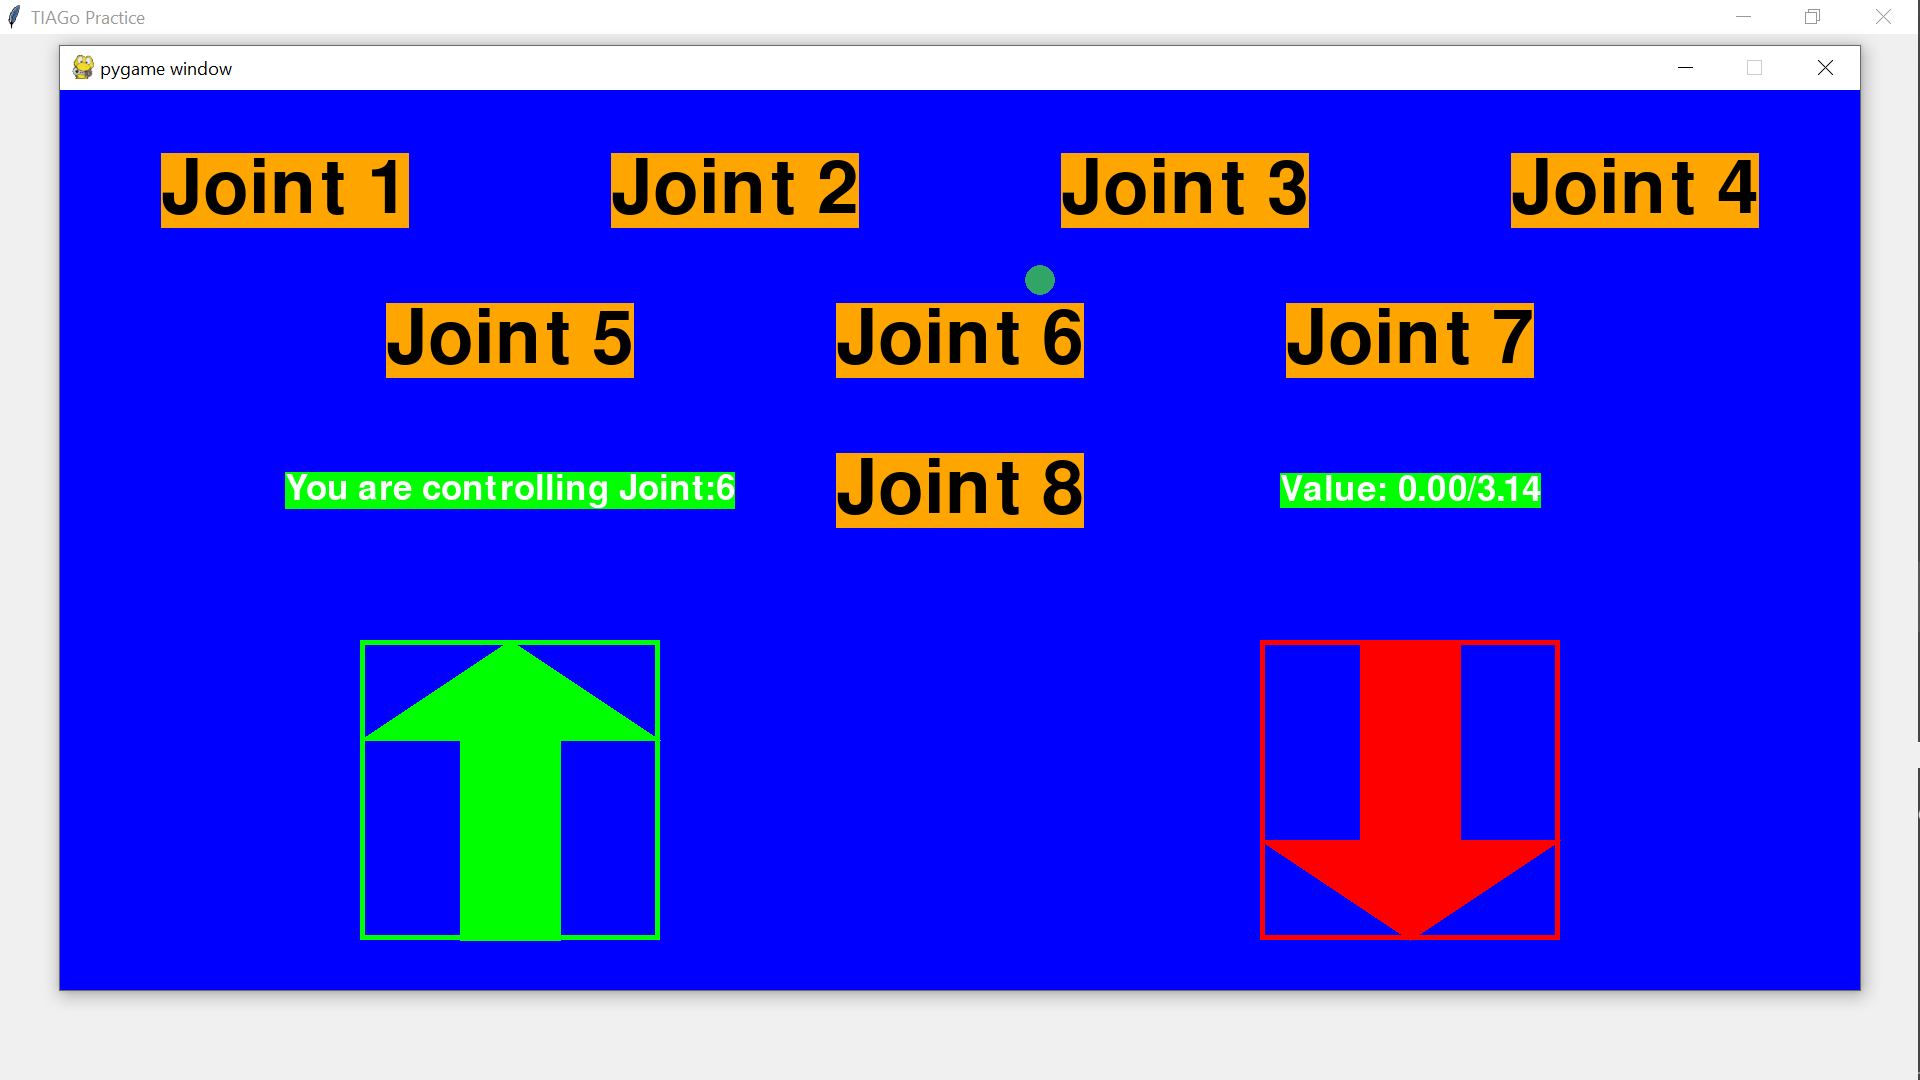 TIAGo Practice
pygame window
Joint 1
Joint 2
Joint 3
Joint 4
Joint 5
Joint 6
Joint 7
You are controlling Joint:6
Joint 8
Value: 0.00/3.14